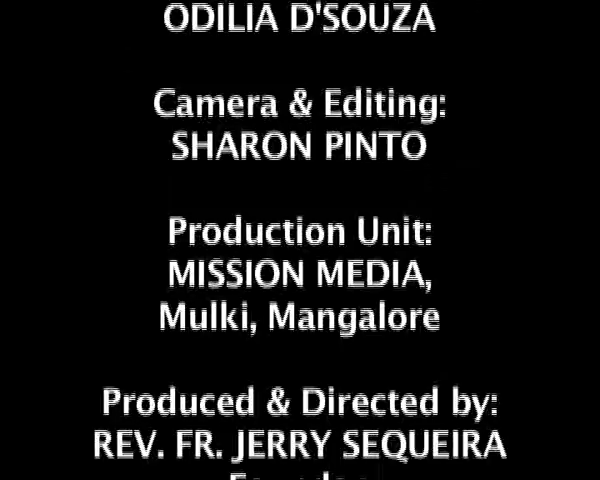 ODILIA D'SOUZA
Camera & Editing:
SHARON PINTO
Production Unit:
MISSION MEDIA,
Mulki, Mangalore
Produced & Directed by:
REV. FR. JERRY SEQUEIRA